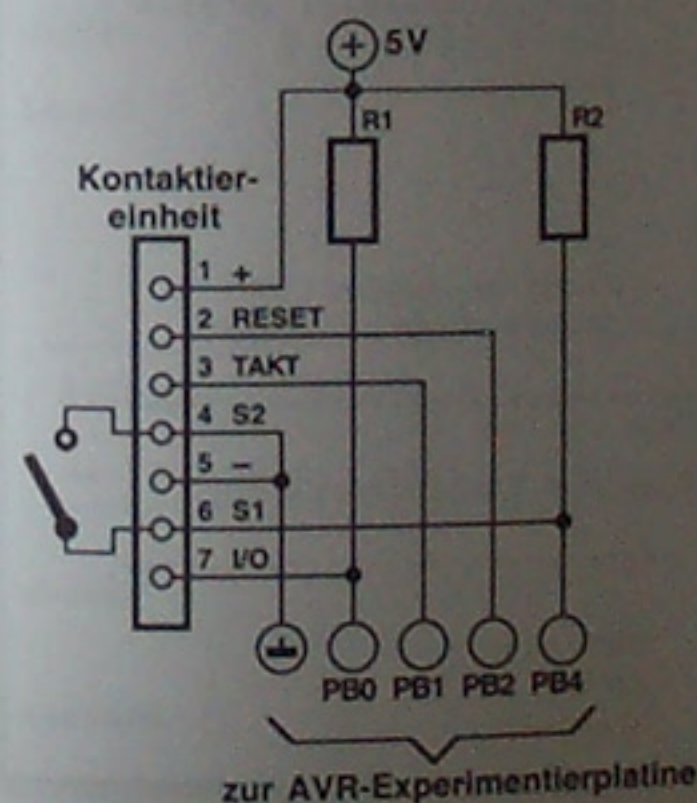 5V
R1
R2
Kontaktier-
einheit
1 +
2 RESET
3 TAKT
4 S2
5 –
6 S1
7 I/O
PB0 PB1 PB2 PB4
zur AVR-Experimentierplatine